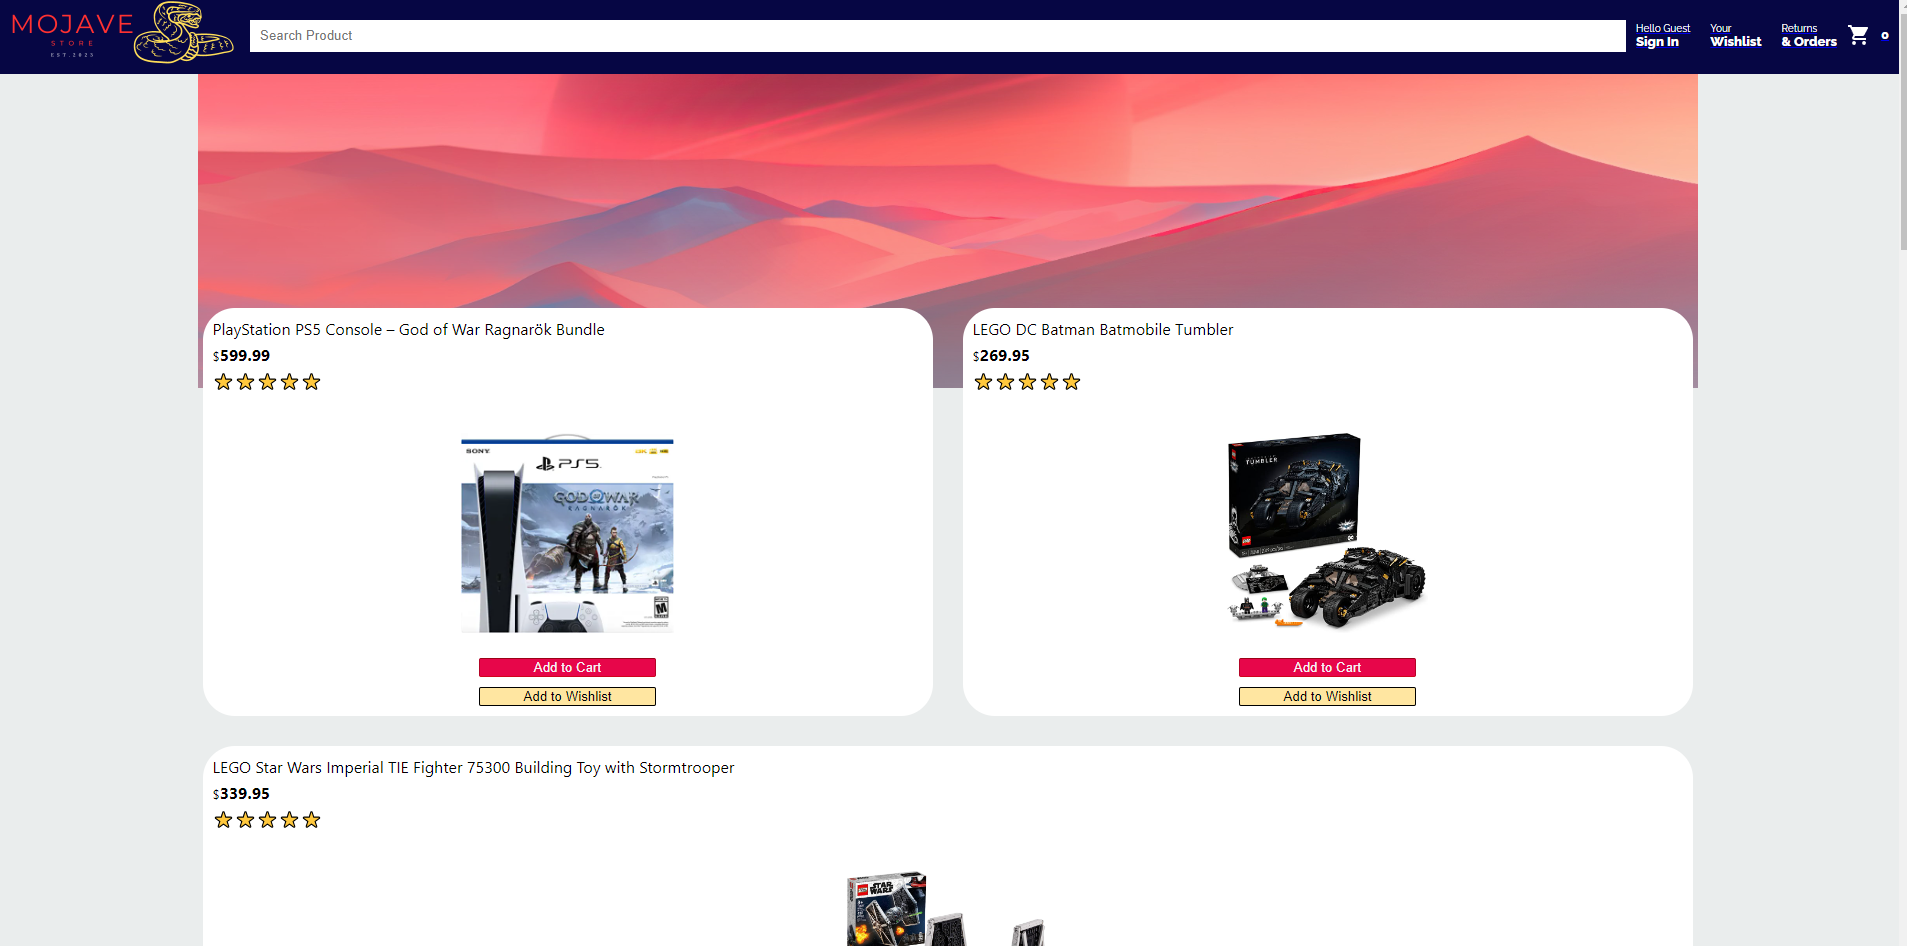 MOJAVE
STORE
EST.2023
Search Product
Hello Guest
Sign In
Your
Wishlist
Returns
& Orders
0
PlayStation PS5 Console – God of War Ragnarök Bundle
$599.99
SONY
PS5
GOD OF WAR
RAGNARÖK
M
Add to Cart
Add to Wishlist
LEGO DC Batman Batmobile Tumbler
$269.95
LEGO
TUMBLER
Add to Cart
Add to Wishlist
LEGO Star Wars Imperial TIE Fighter 75300 Building Toy with Stormtrooper
$339.95
LEGO
STAR WARS